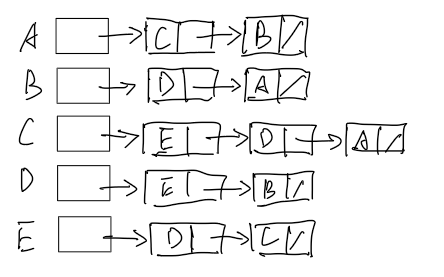 A C B
B D A
C E D A
D E B
E D C